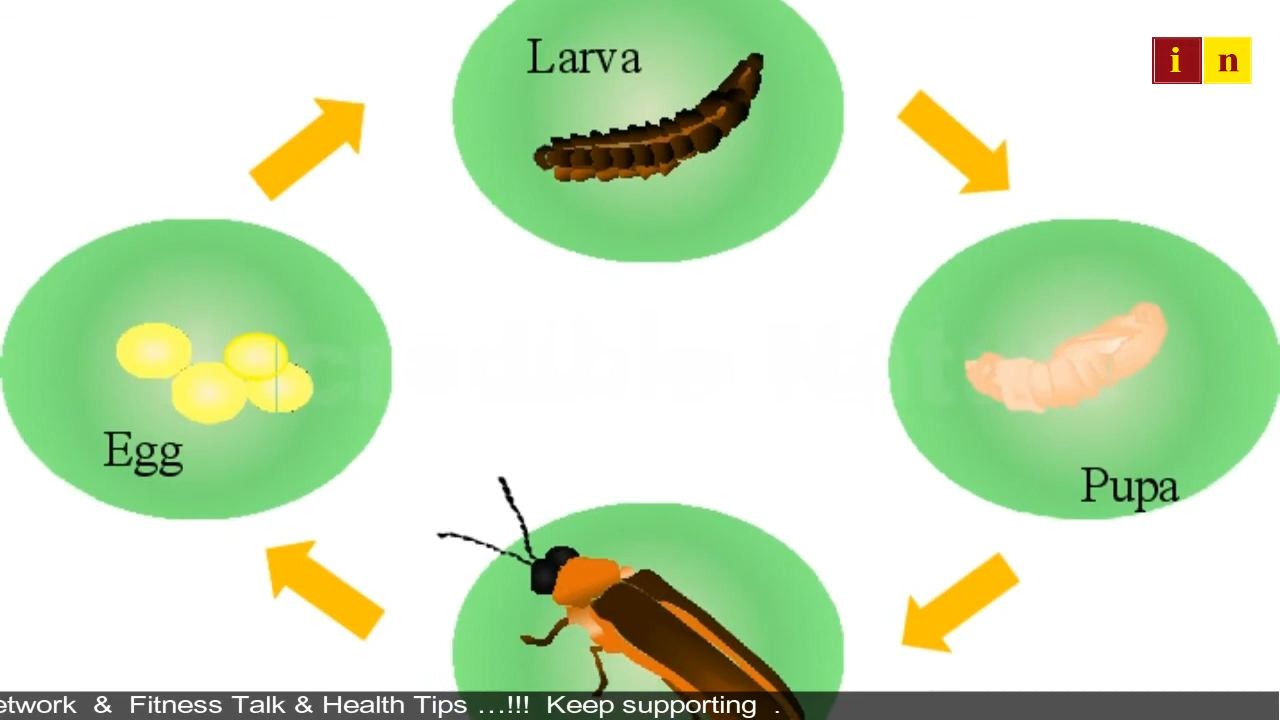 Larva
i n
Egg
Pupa
etwork & Fitness Talk & Health Tips ...!!! Keep supporting .